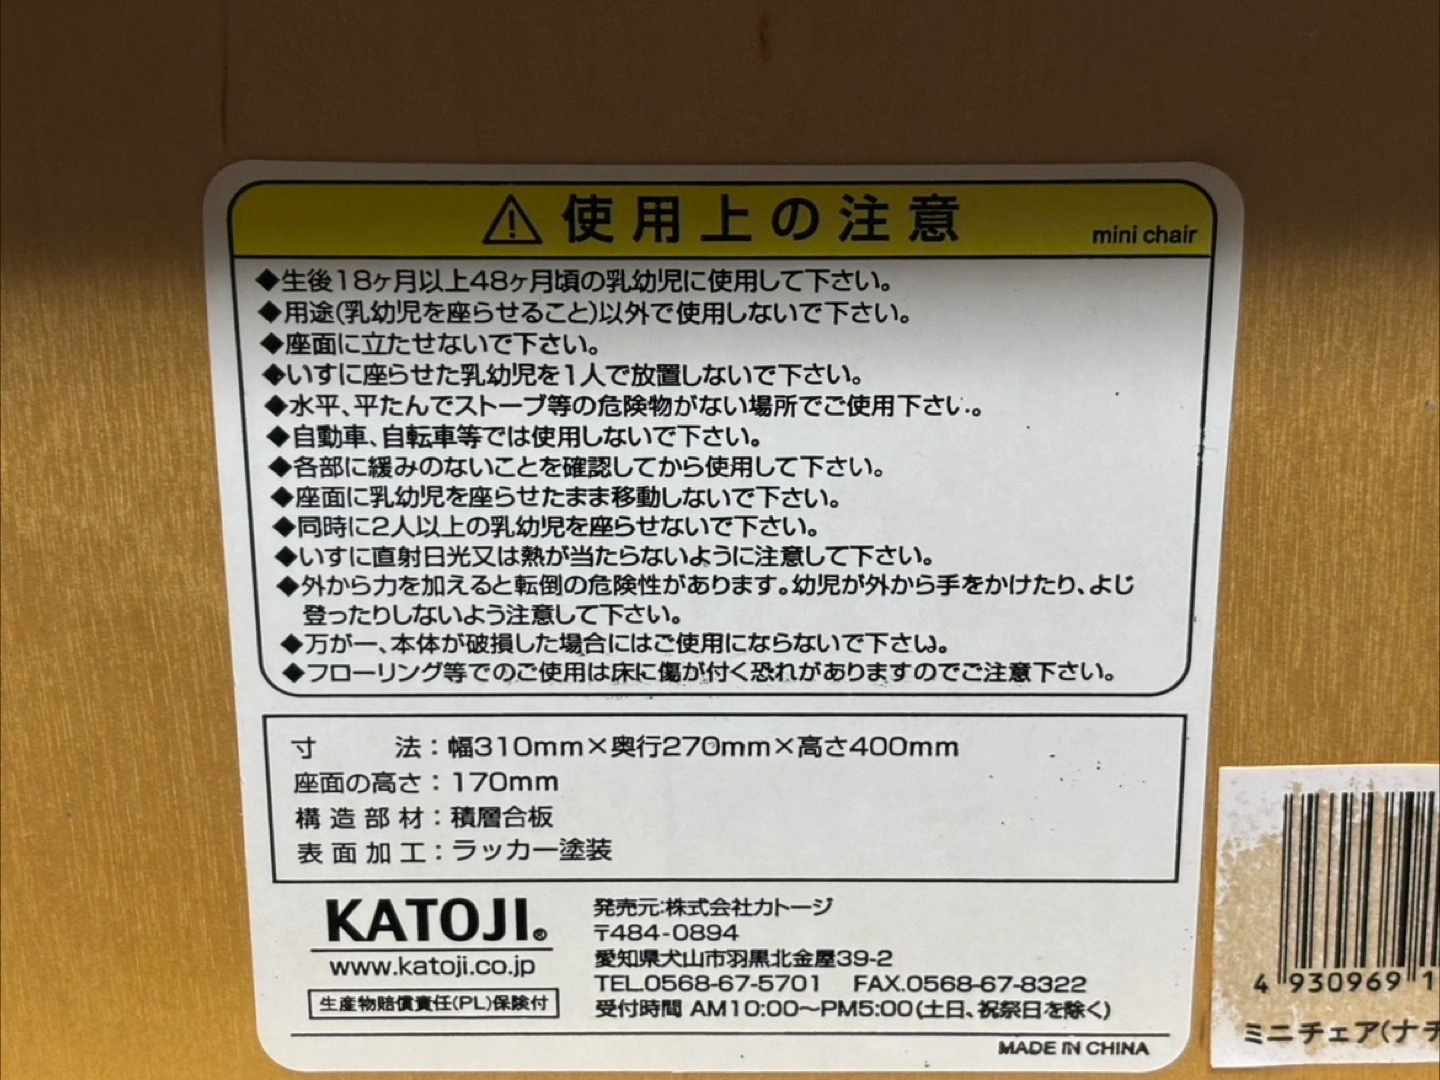 ⚠ 使用上の注意 mini chair
◆生後18ヶ月以上48ヶ月頃の乳幼児に使用して下さい。
◆用途(乳幼児を座らせること)以外で使用しないで下さい。
◆座面に立たせないで下さい。
◆いすに座らせた乳幼児を1人で放置しないで下さい。
◆水平、平たんでストーブ等の危険物がない場所でご使用下さい。
◆自動車、自転車等では使用しないで下さい。
◆各部に緩みのないことを確認してから使用して下さい。
◆座面に乳幼児を座らせたまま移動しないで下さい。
◆同時に2人以上の乳幼児を座らせないで下さい。
◆いすに直射日光又は熱が当たらないように注意して下さい。
◆外から力を加えると転倒の危険性があります。幼児が外から手をかけたり、よじ
登ったりしないよう注意して下さい。
◆万が一、本体が破損した場合にはご使用にならないで下さい。
◆フローリング等でのご使用は床に傷が付く恐れがありますのでご注意下さい。
寸法：幅310mm×奥行270mm×高さ400mm
座面の高さ：170mm
構造部材：積層合板
表面加工：ラッカー塗装
KATOJI®
www.katoji.co.jp
生産物賠償責任(PL)保険付
発売元:株式会社カトージ
〒484-0894
愛知県犬山市羽黒北金屋39-2
TEL.0568-67-5701 FAX.0568-67-8322
受付時間 AM10:00〜PM5:00(土日、祝祭日を除く)
MADE IN CHINA
4 930969 1
ミニチェア(ナチ